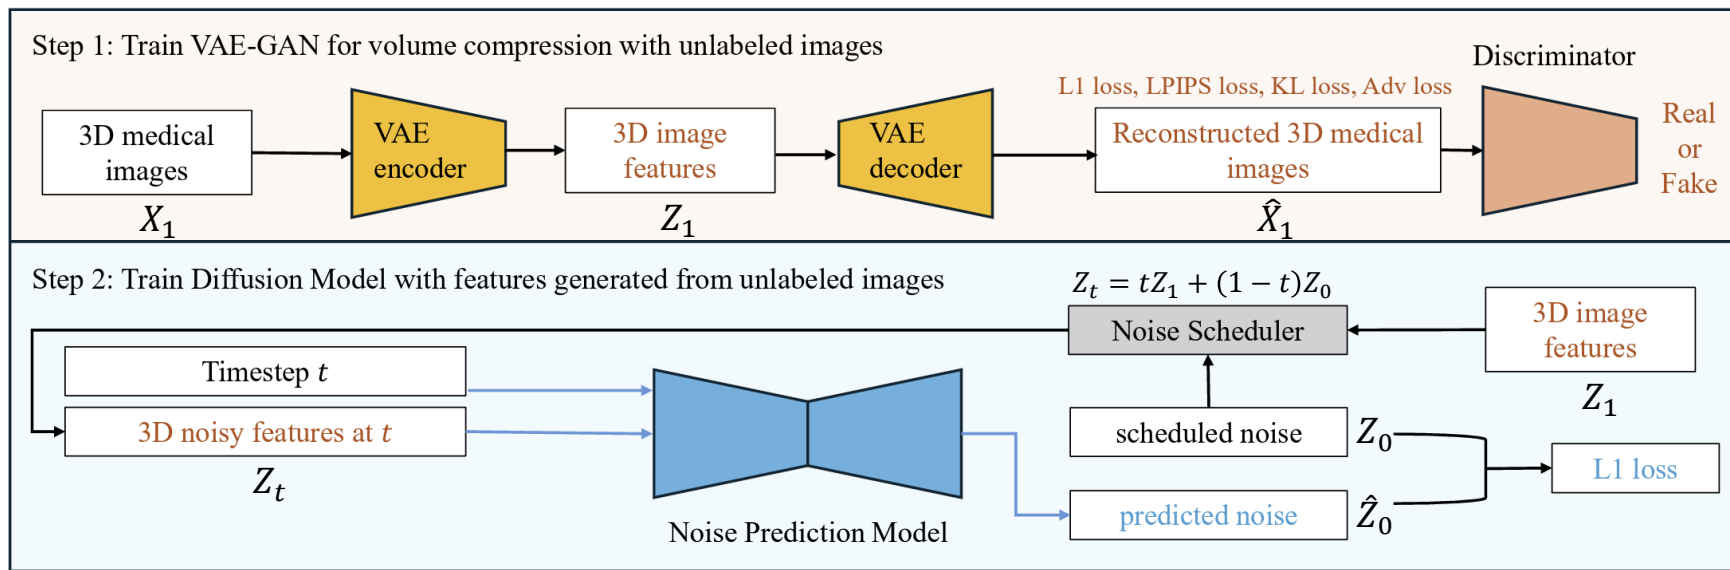 Step 1: Train VAE-GAN for volume compression with unlabeled images
Discriminator
L1 loss, LPIPS loss, KL loss, Adv loss
3D medical
images
VAE
encoder
3D image
features
VAE
decoder
Reconstructed 3D medical
images
Real
or
Fake
X₁
Z₁
X̂₁
Step 2: Train Diffusion Model with features generated from unlabeled images
Zₜ = tZ₁ + (1 − t)Z₀
Noise Scheduler
3D image
features
Z₁
Timestep t
3D noisy features at t
Zₜ
scheduled noise
Z₀
L1 loss
predicted noise
Ẑ₀
Noise Prediction Model